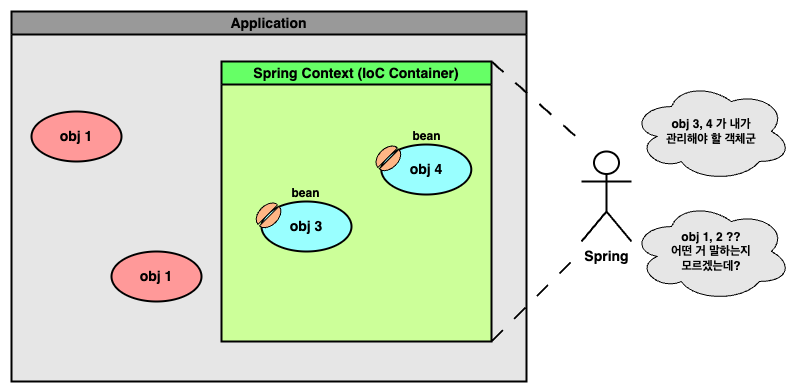 Application
Spring Context (IoC Container)
obj 1
bean
obj 4
bean
obj 3
obj 1
Spring
obj 3, 4 가 내가
관리해야 할 객체군
obj 1, 2 ??
어떤 거 말하는지
모르겠는데?